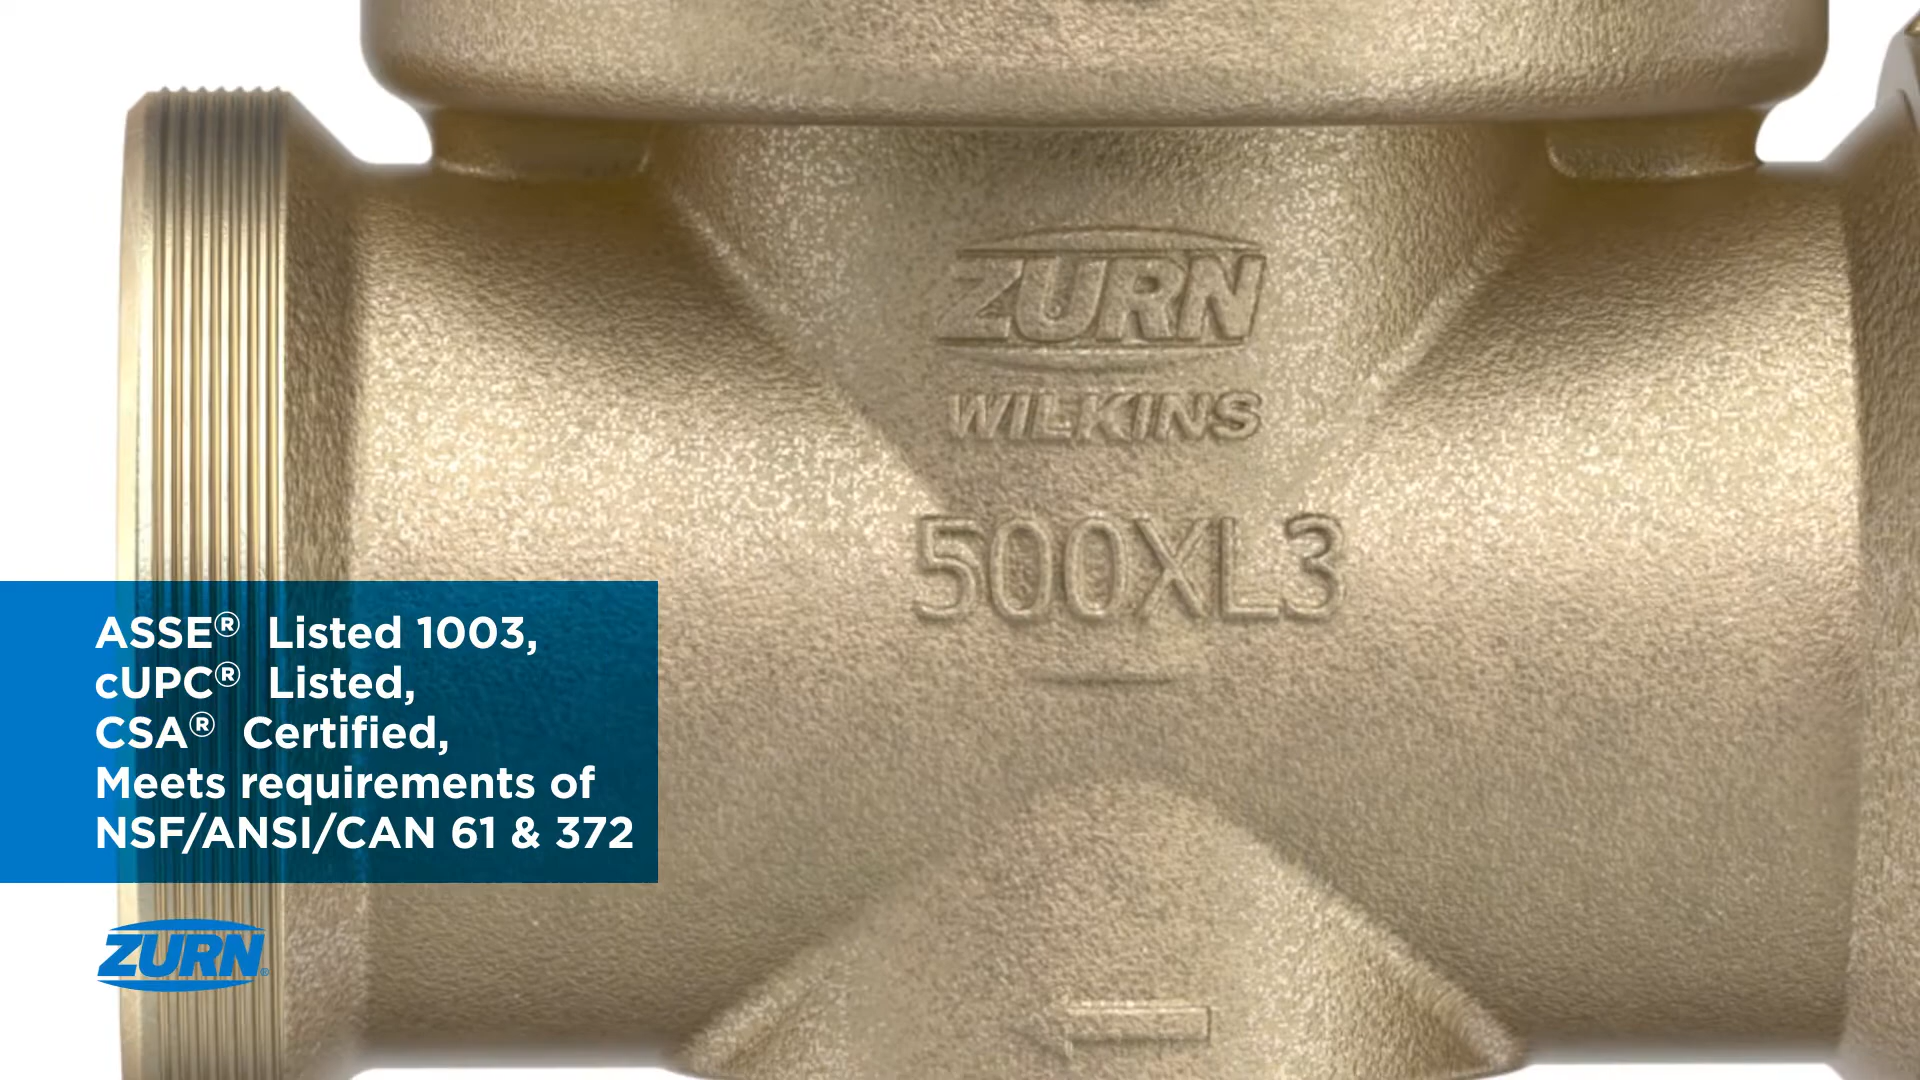 ZURN
WILKINS
500XL3
ASSE® Listed 1003,
cUPC® Listed,
CSA® Certified,
Meets requirements of
NSF/ANSI/CAN 61 & 372
ZURN®